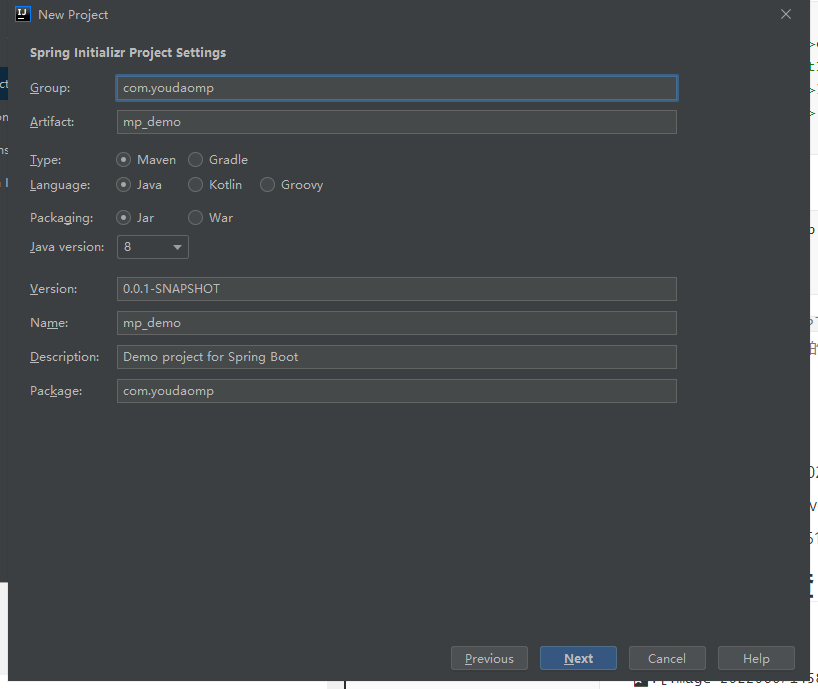 New Project
Spring Initializr Project Settings
Group: com.youdaomp
Artifact: mp_demo
Type: Maven Gradle
Language: Java Kotlin Groovy
Packaging: Jar War
Java version: 8
Version: 0.0.1-SNAPSHOT
Name: mp_demo
Description: Demo project for Spring Boot
Package: com.youdaomp
Previous Next Cancel Help